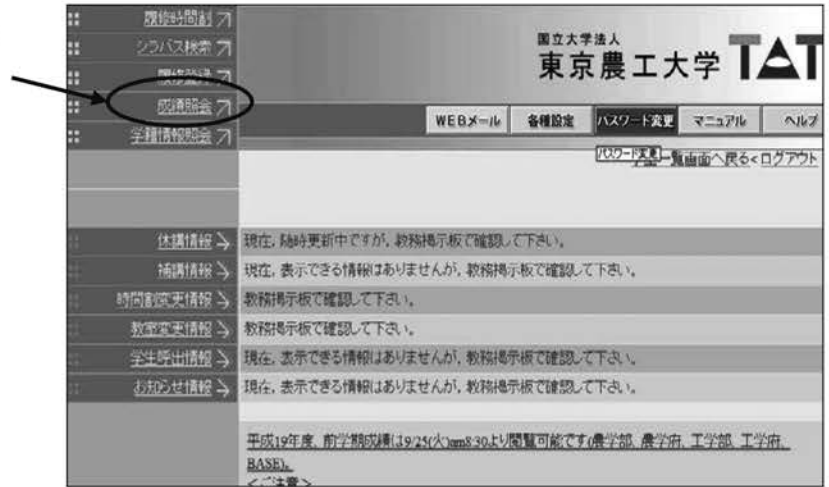 履修時間割
シラバス検索
履修登録
成績照会
学籍情報照会
国立大学法人
東京農工大学 TAT
WEBメール 各種設定 パスワード変更 マニュアル ヘルプ
パスワード変更
一覧画面へ戻る<ログアウト
休講情報 現在, 随時更新中ですが, 教務掲示板で確認して下さい。
補講情報 現在, 表示できる情報はありませんが, 教務掲示板で確認して下さい。
時間割変更情報 教務掲示板で確認して下さい。
教室変更情報 教務掲示板で確認して下さい。
学生呼出情報 現在, 表示できる情報はありませんが, 教務掲示板で確認して下さい。
お知らせ情報 現在, 表示できる情報はありませんが, 教務掲示板で確認して下さい。
平成19年度 前学期成績は9/25(火)am8:30より閲覧可能です(農学部 農学府 工学部 工学府
BASE)。
<ご注意>